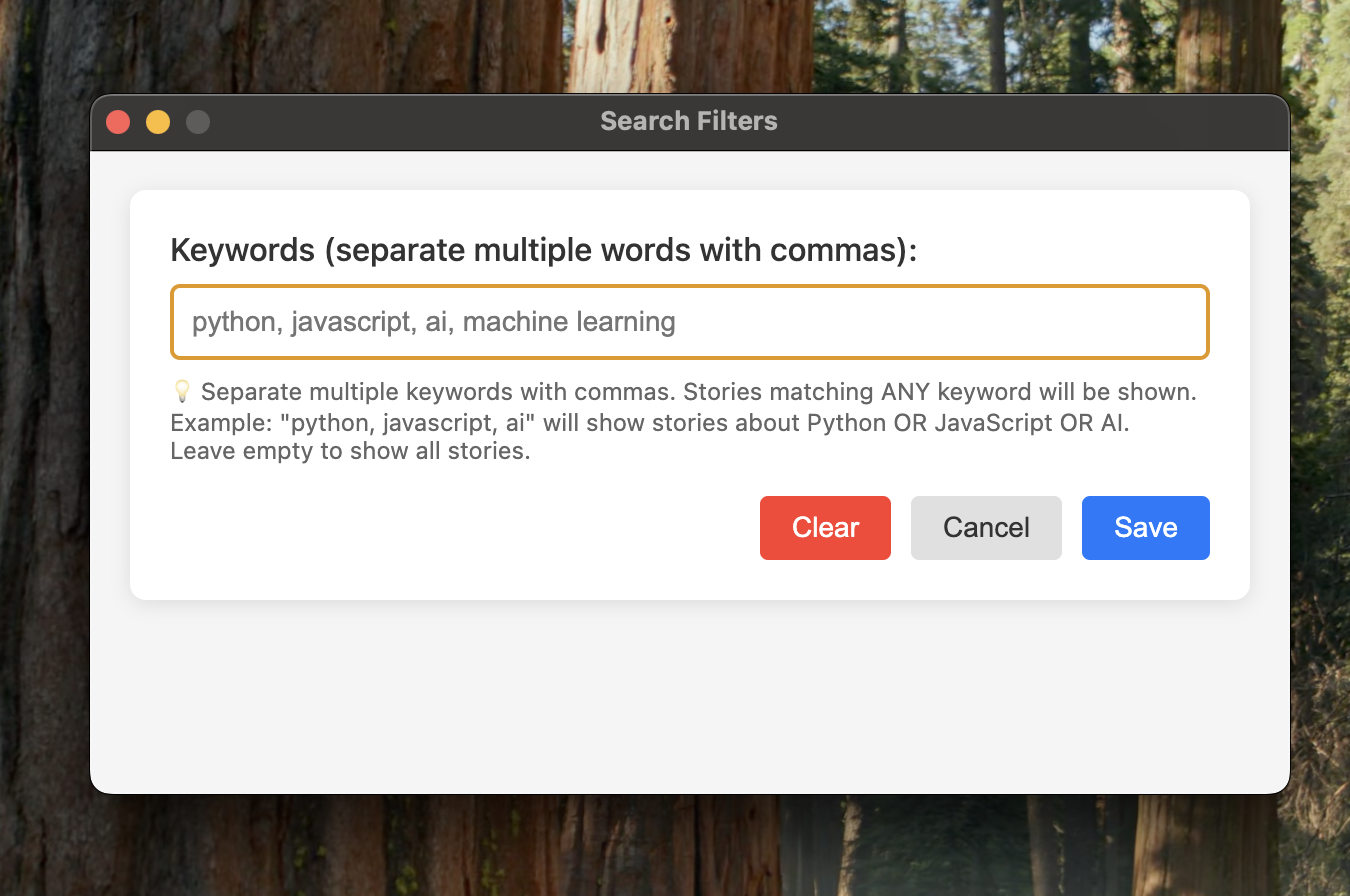 Search Filters
Keywords (separate multiple words with commas):
python, javascript, ai, machine learning
💡 Separate multiple keywords with commas. Stories matching ANY keyword will be shown.
Example: "python, javascript, ai" will show stories about Python OR JavaScript OR AI.
Leave empty to show all stories.
Clear Cancel Save